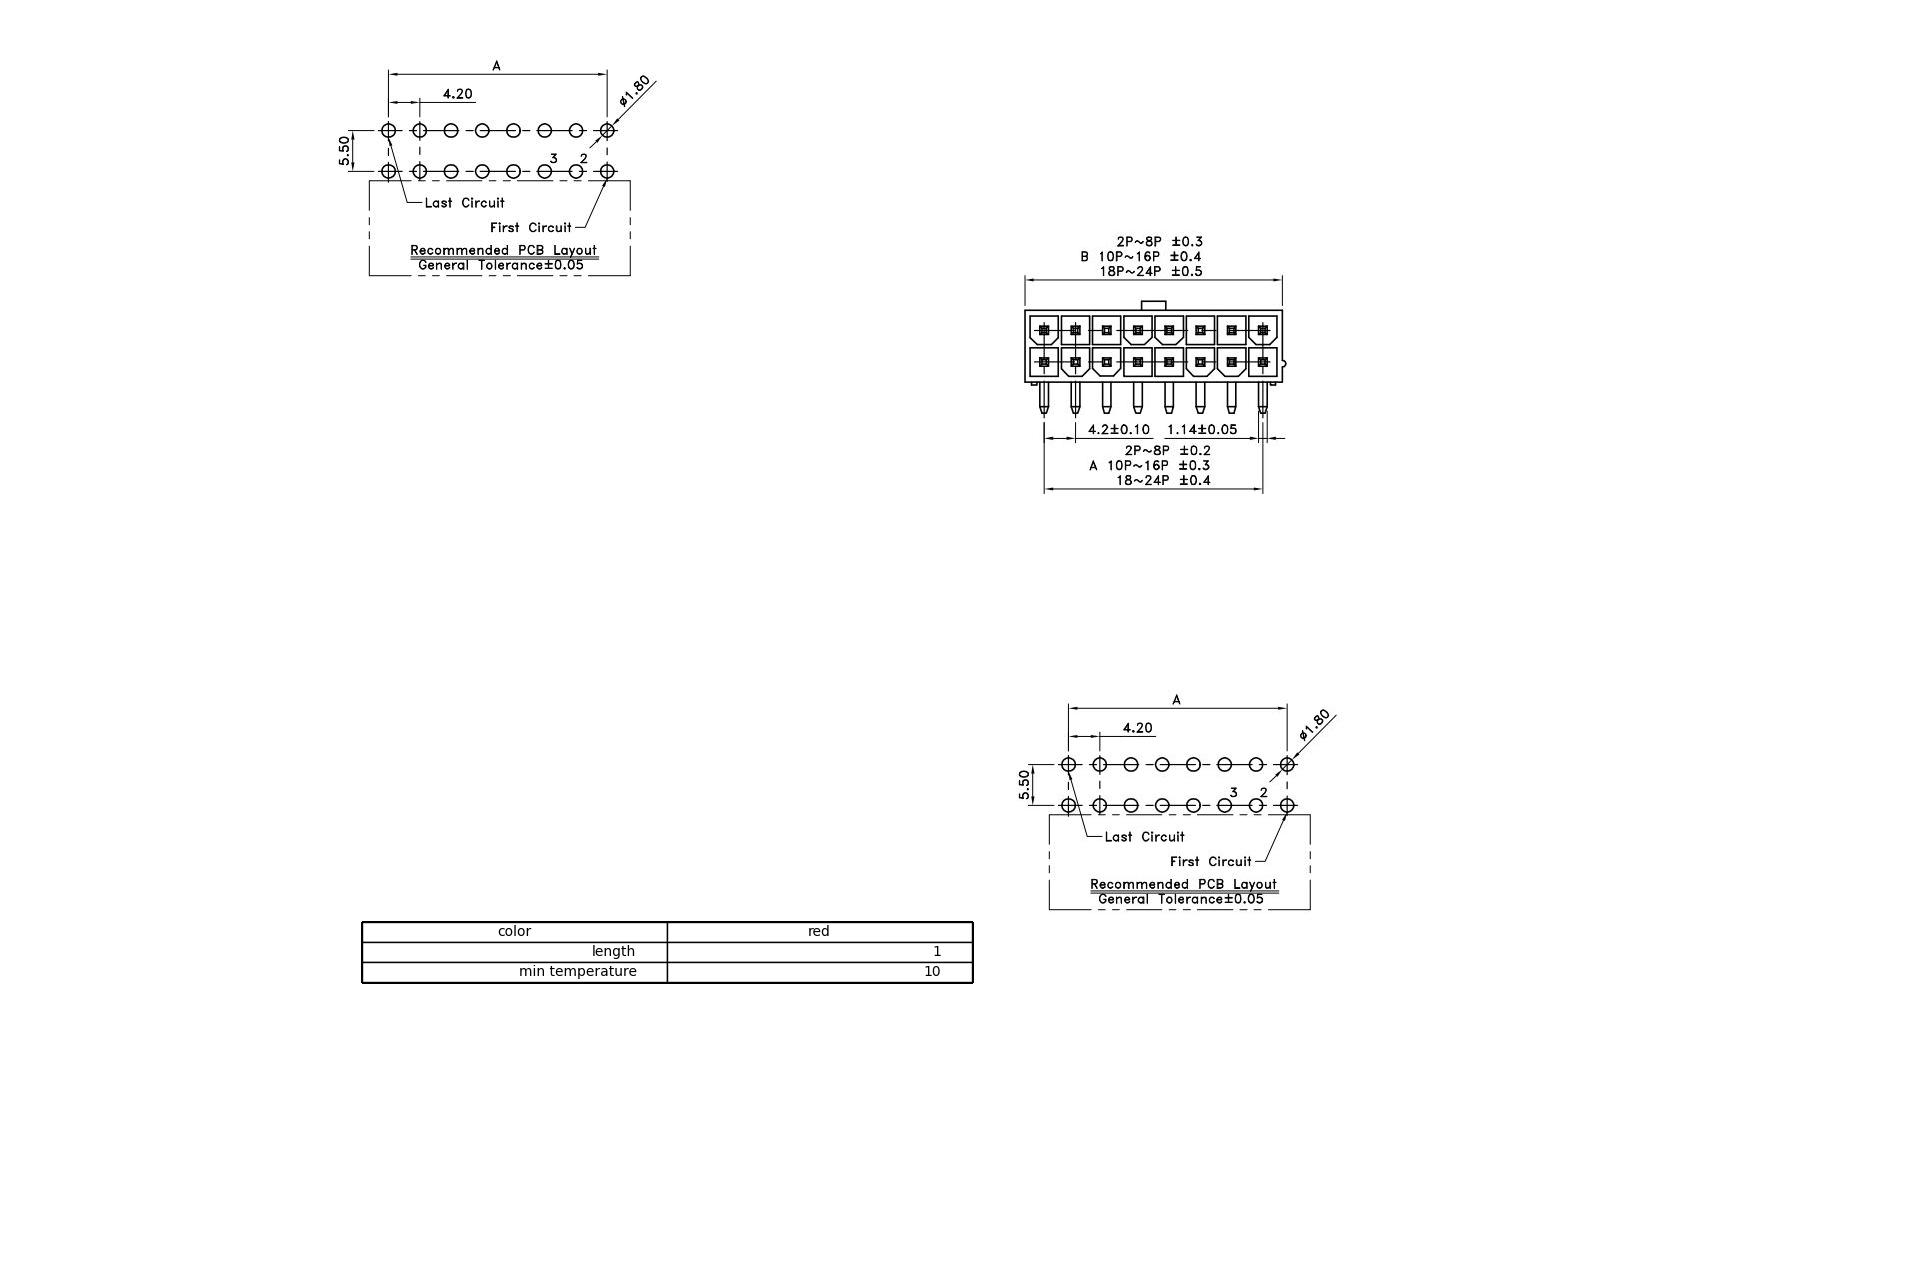 A
4.20
ø1.80
5.50
3 2
Last Circuit
First Circuit
Recommended PCB Layout
General Tolerance±0.05
2P~8P ±0.3
B 10P~16P ±0.4
18P~24P ±0.5
4.2±0.10 1.14±0.05
2P~8P ±0.2
A 10P~16P ±0.3
18~24P ±0.4
A
4.20
ø1.80
5.50
3 2
Last Circuit
First Circuit
Recommended PCB Layout
General Tolerance±0.05
color red
length 1
min temperature 10